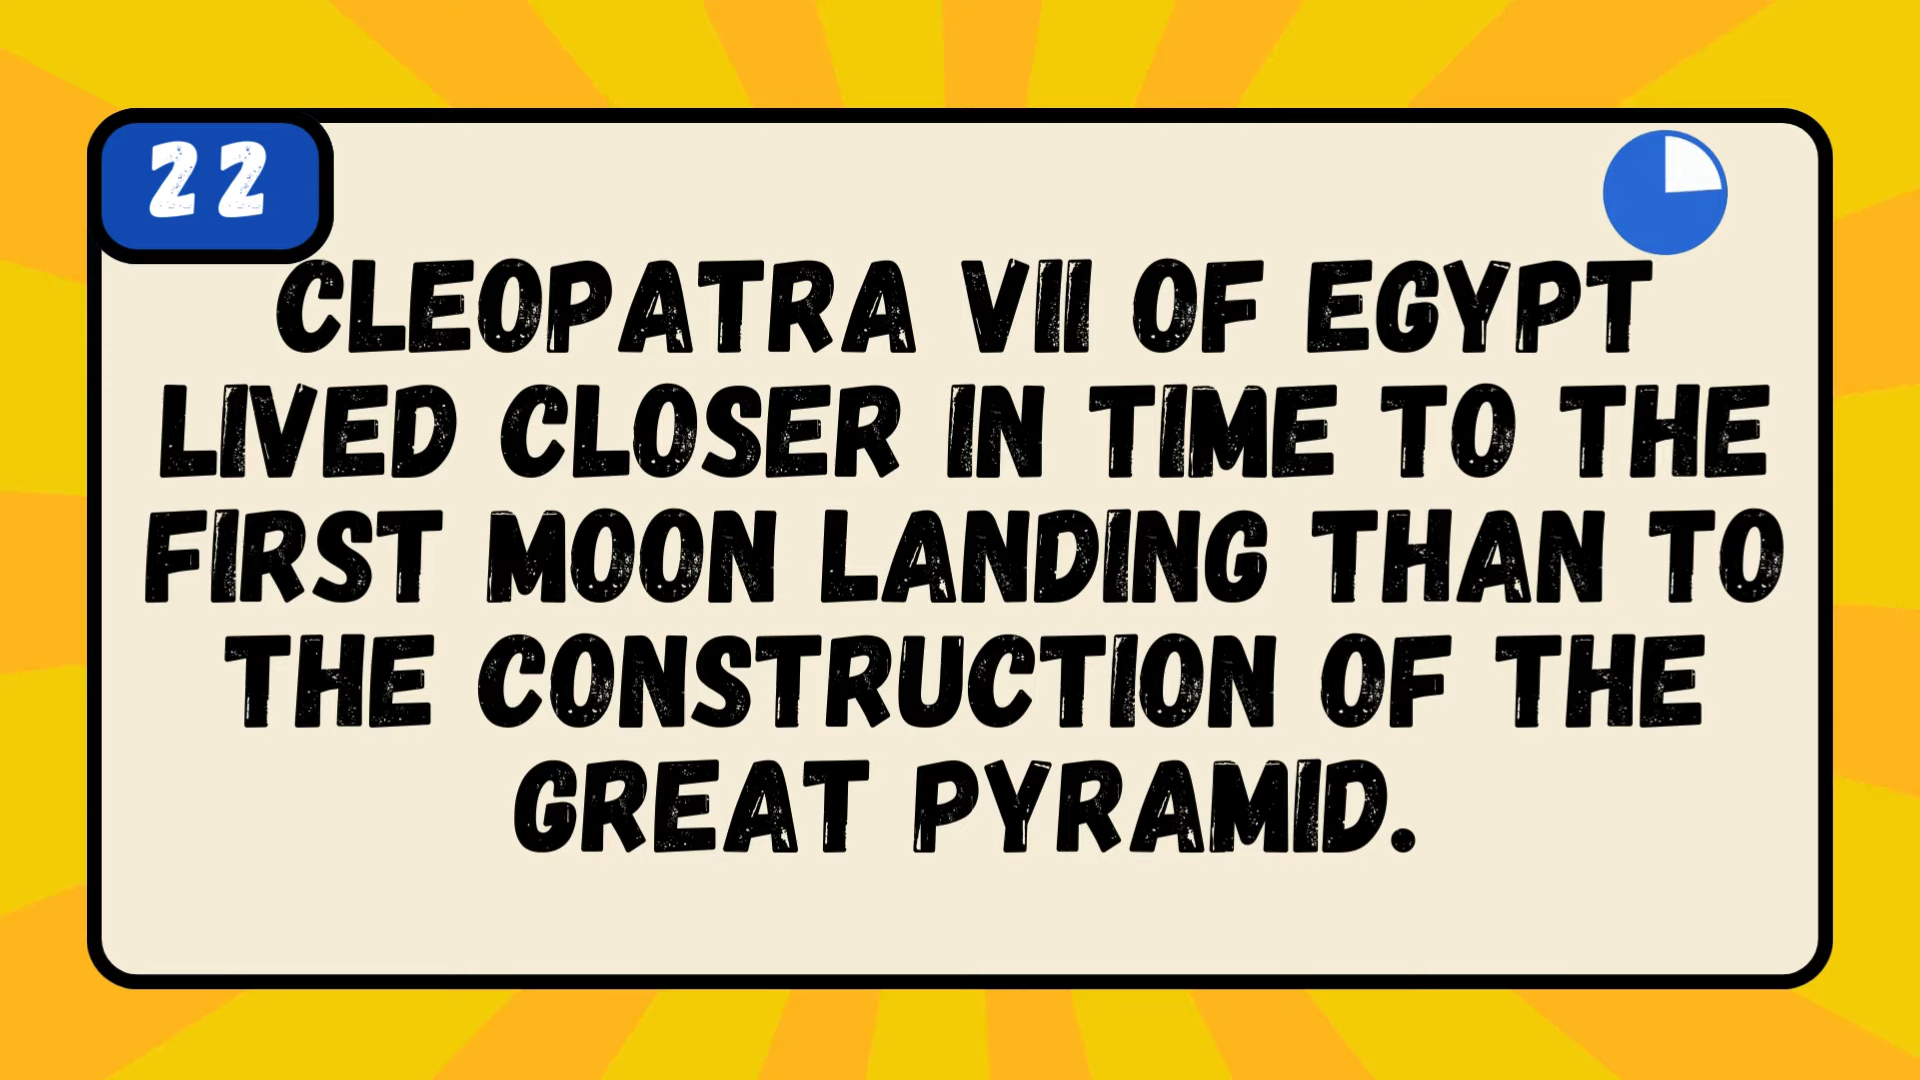 22
CLEOPATRA VII OF EGYPT
LIVED CLOSER IN TIME TO THE
FIRST MOON LANDING THAN TO
THE CONSTRUCTION OF THE
GREAT PYRAMID.